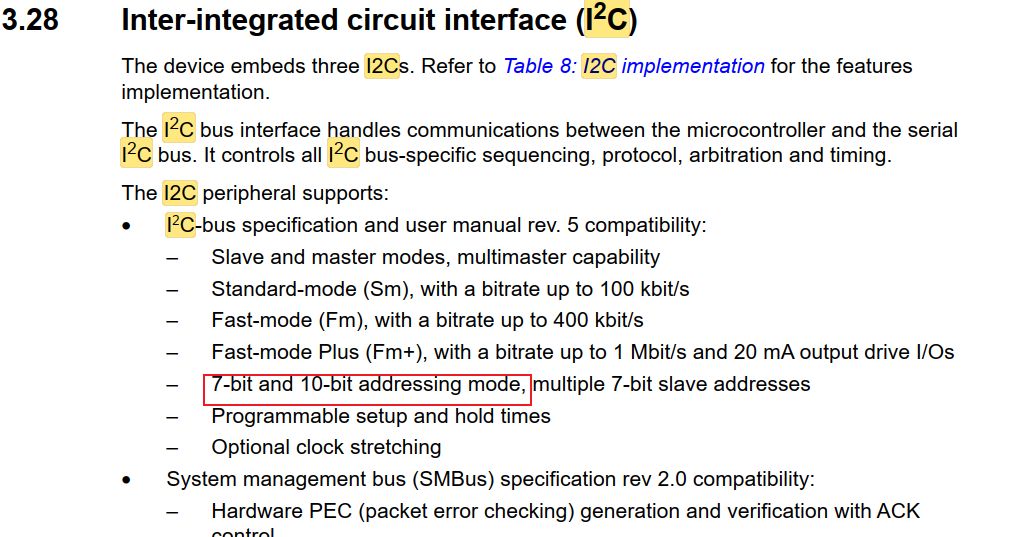 3.28 Inter-integrated circuit interface (I²C)
The device embeds three I2Cs. Refer to Table 8: I2C implementation for the features
implementation.
The I²C bus interface handles communications between the microcontroller and the serial
I²C bus. It controls all I²C bus-specific sequencing, protocol, arbitration and timing.
The I2C peripheral supports:
• I²C-bus specification and user manual rev. 5 compatibility:
– Slave and master modes, multimaster capability
– Standard-mode (Sm), with a bitrate up to 100 kbit/s
– Fast-mode (Fm), with a bitrate up to 400 kbit/s
– Fast-mode Plus (Fm+), with a bitrate up to 1 Mbit/s and 20 mA output drive I/Os
– 7-bit and 10-bit addressing mode, multiple 7-bit slave addresses
– Programmable setup and hold times
– Optional clock stretching
• System management bus (SMBus) specification rev 2.0 compatibility:
– Hardware PEC (packet error checking) generation and verification with ACK
control